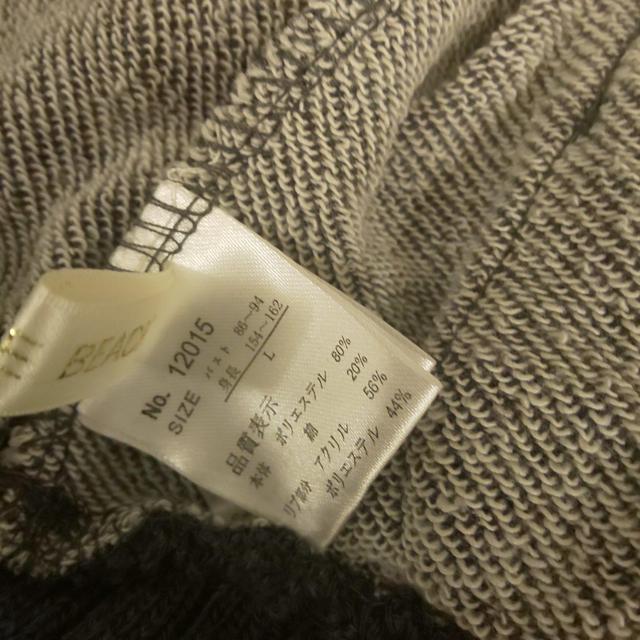 BEAC
No. 12015
SIZE
バスト 86～94
身長 154～162
L
品質表示
本体 ポリエステル 80%
綿 20%
リブ部分 アクリル 56%
ポリエステル 44%